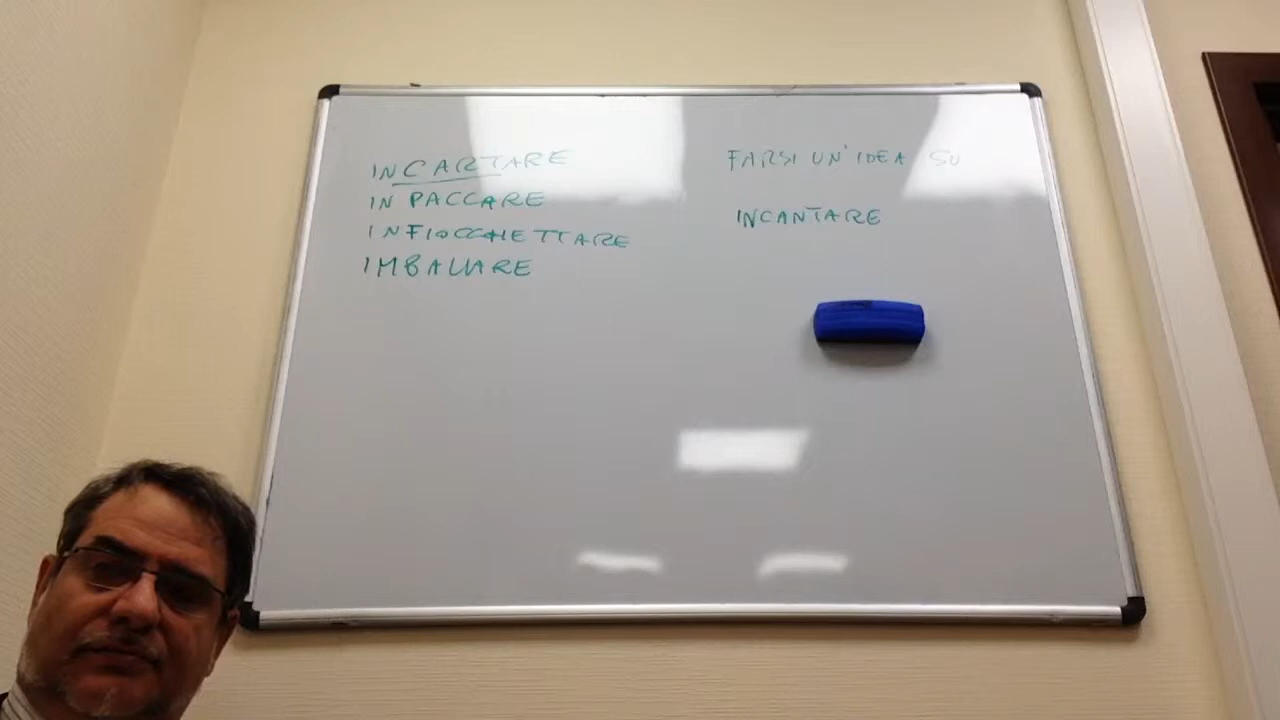 INCARTARE
IN PACCARE
INFIOCCHETTARE
IMBALLARE
FARSI UN'IDEA SU
INCANTARE